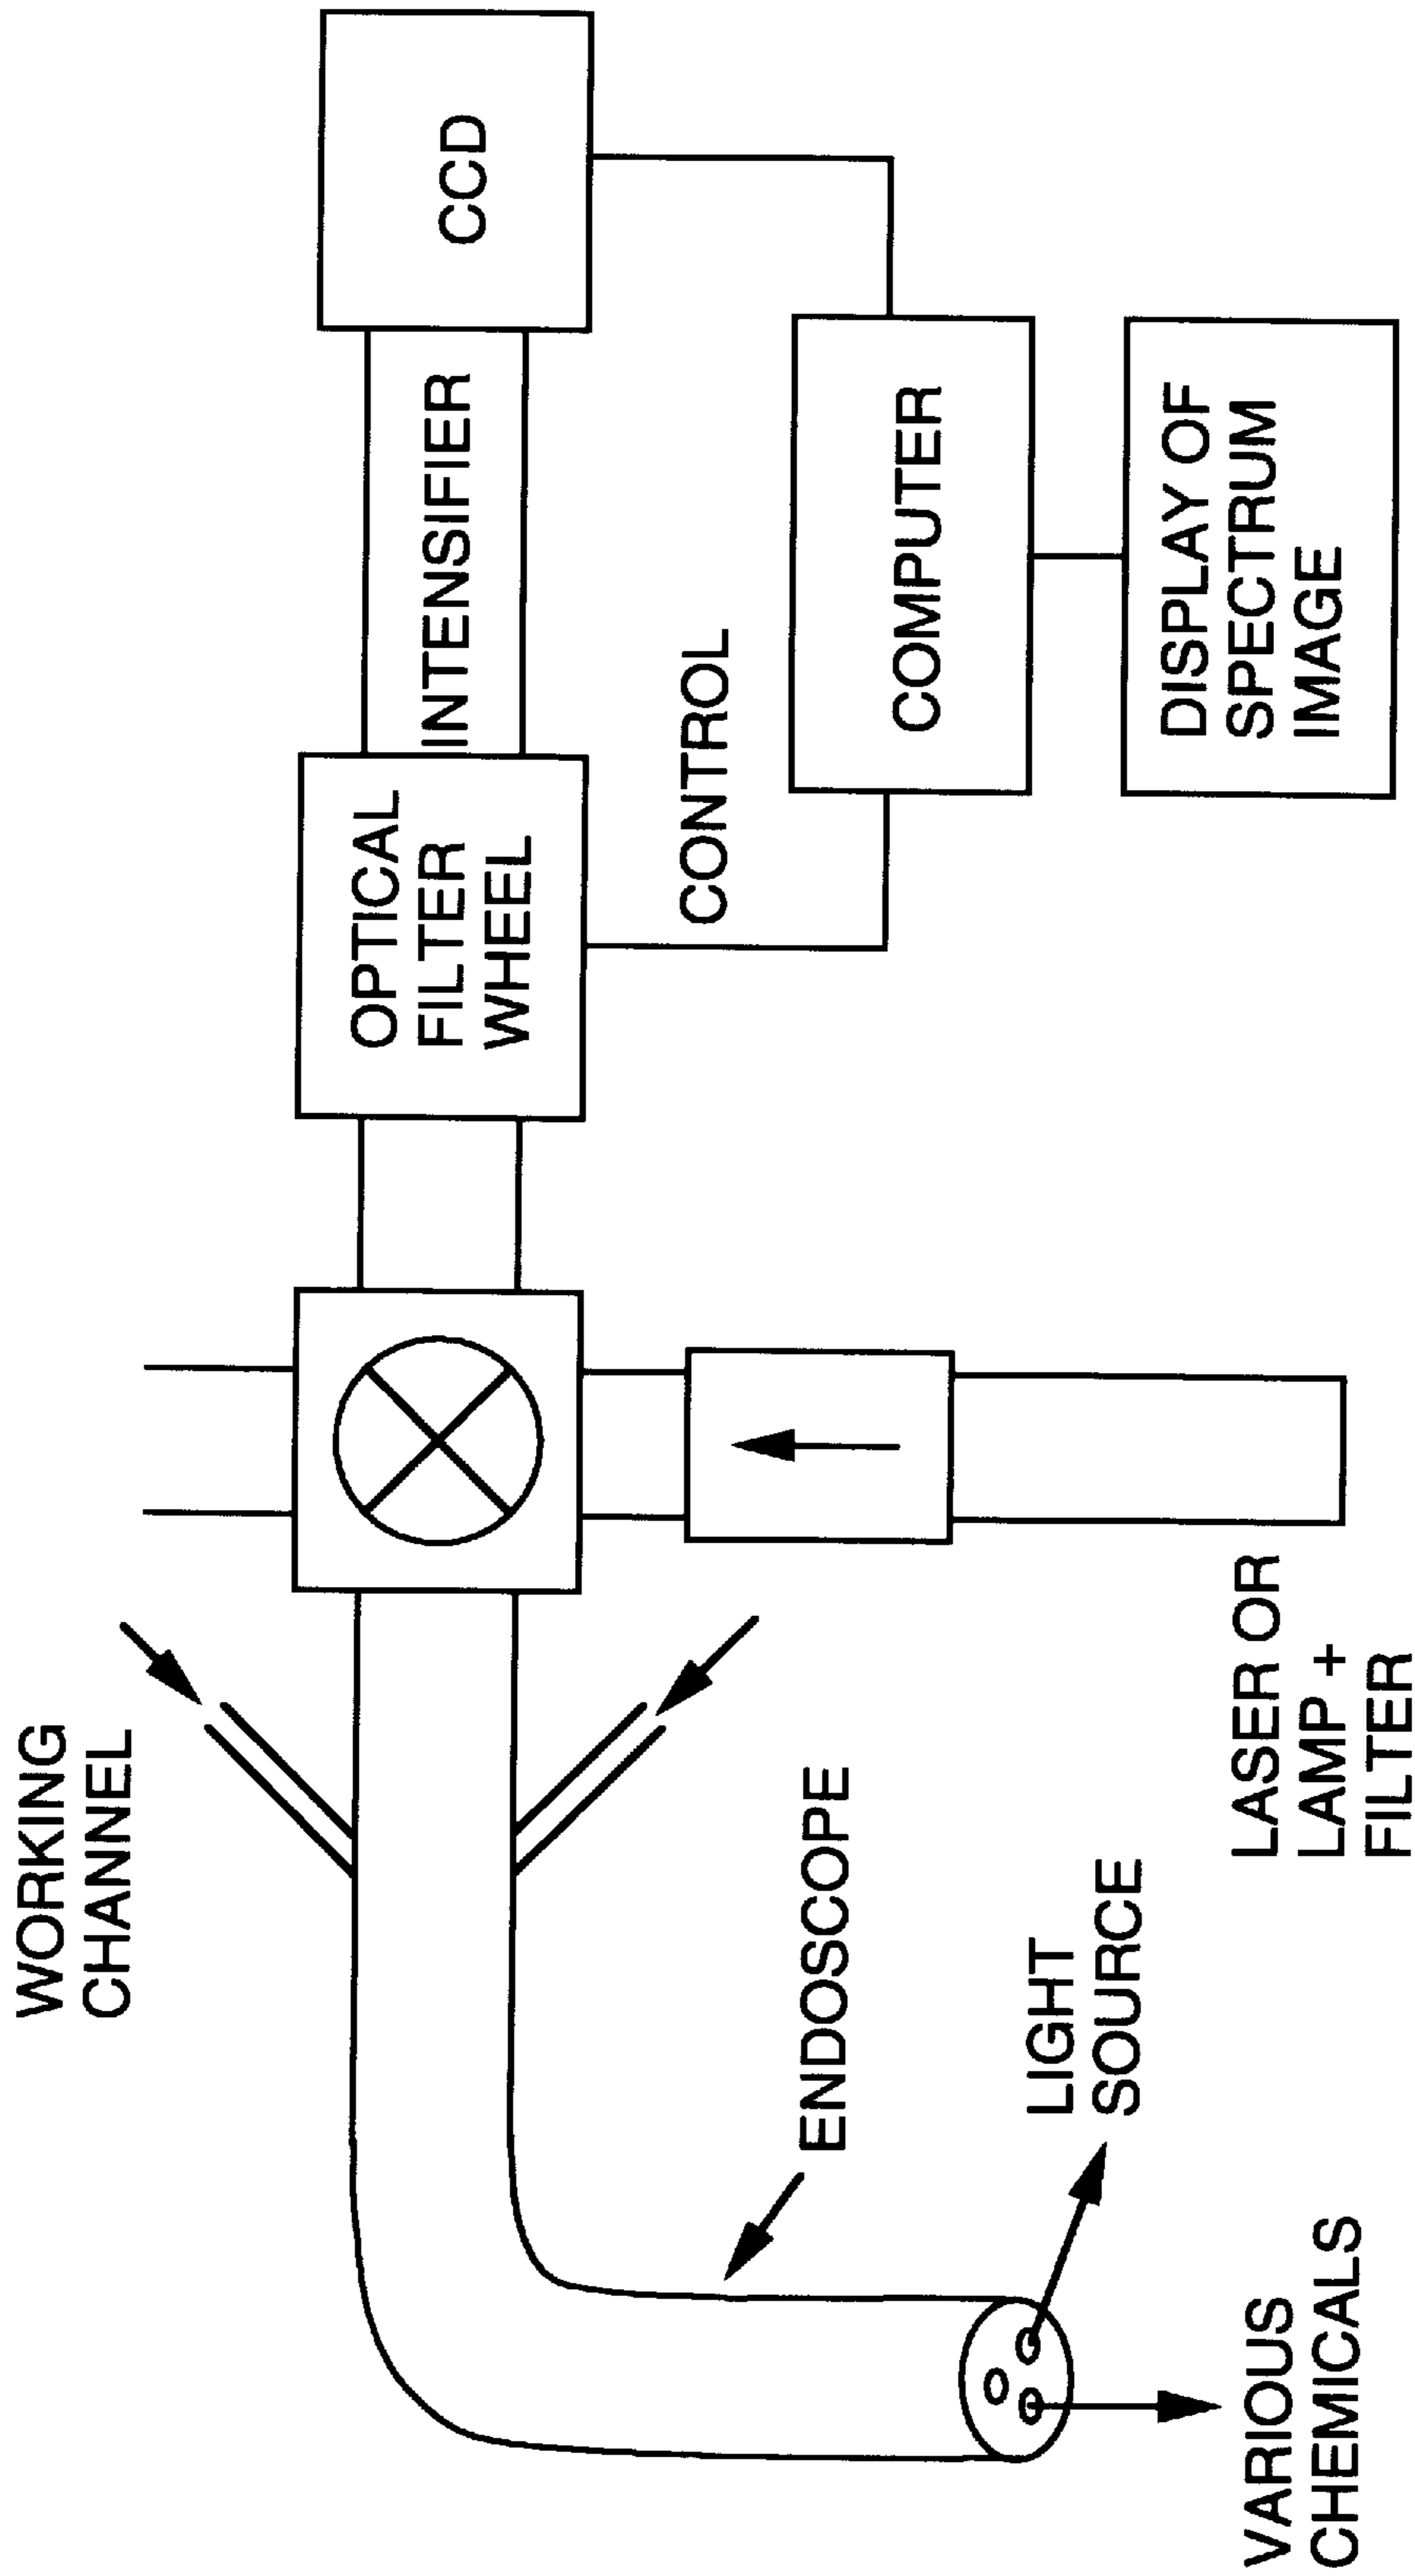 WORKING
CHANNEL
ENDOSCOPE
LIGHT
SOURCE
VARIOUS
CHEMICALS
LASER OR
LAMP +
FILTER
OPTICAL
FILTER
WHEEL
INTENSIFIER
CCD
CONTROL
COMPUTER
DISPLAY OF
SPECTRUM
IMAGE